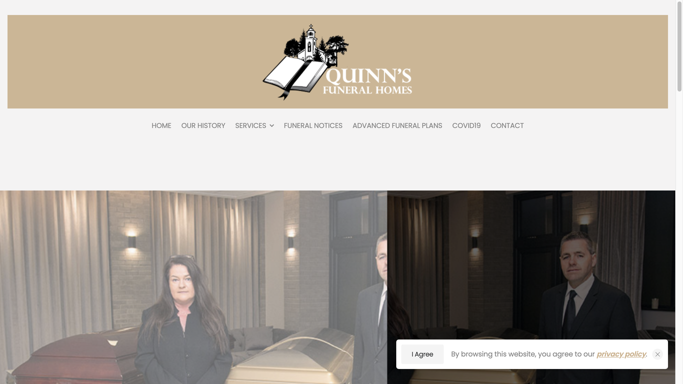 QUINN'S
FUNERAL HOMES
HOME OUR HISTORY SERVICES FUNERAL NOTICES ADVANCED FUNERAL PLANS COVID19 CONTACT
I Agree By browsing this website, you agree to our privacy policy.